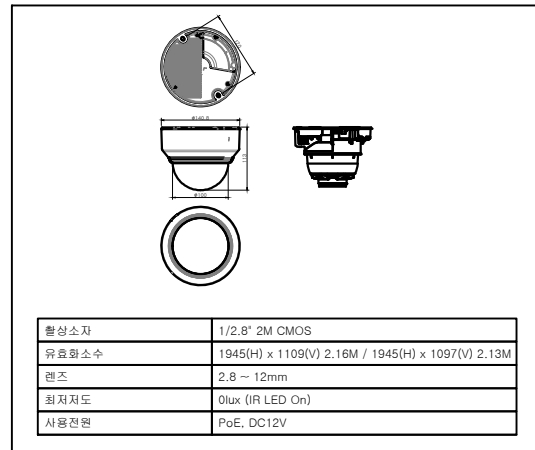 Ø140.8
110
Ø100
촬상소자 1/2.8" 2M CMOS
유효화소수 1945(H) x 1109(V) 2.16M / 1945(H) x 1097(V) 2.13M
렌즈 2.8 ~ 12mm
최저저도 0lux (IR LED On)
사용전원 PoE, DC12V